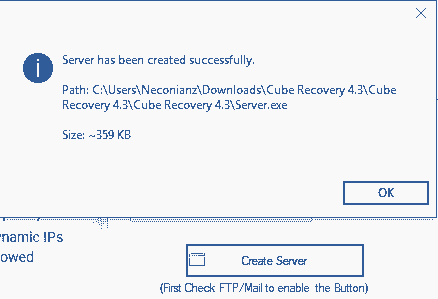 Server has been created successfully.
Path: C:\Users\Neconianz\Downloads\Cube Recovery 4.3\Cube
Recovery 4.3\Cube Recovery 4.3\Server.exe
Size: ~359 KB
OK
namic IPs
owed
Create Server
(First Check FTP/Mail to enable the Button)